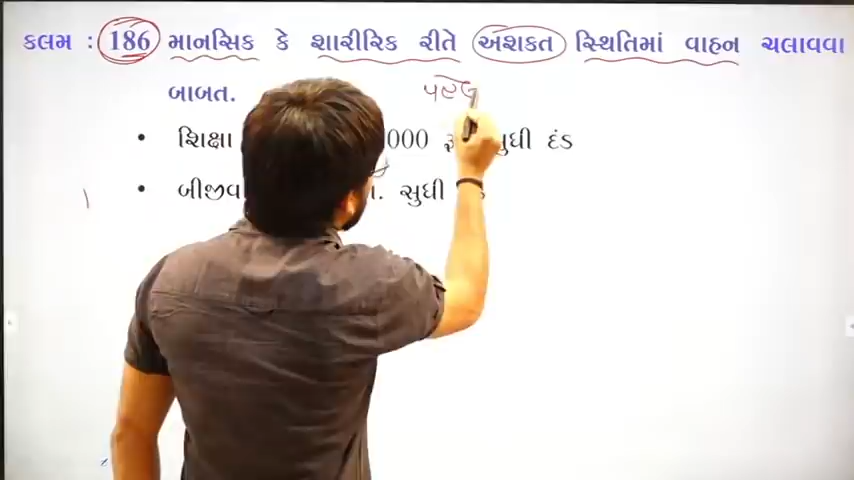 કલમ : 186 માનસિક કે શારીરિક રીતે અશકત સ્થિતિમાં વાહન ચલાવવા
બાબત.
• શિક્ષા 000 સુધી દંડ
• સુધી